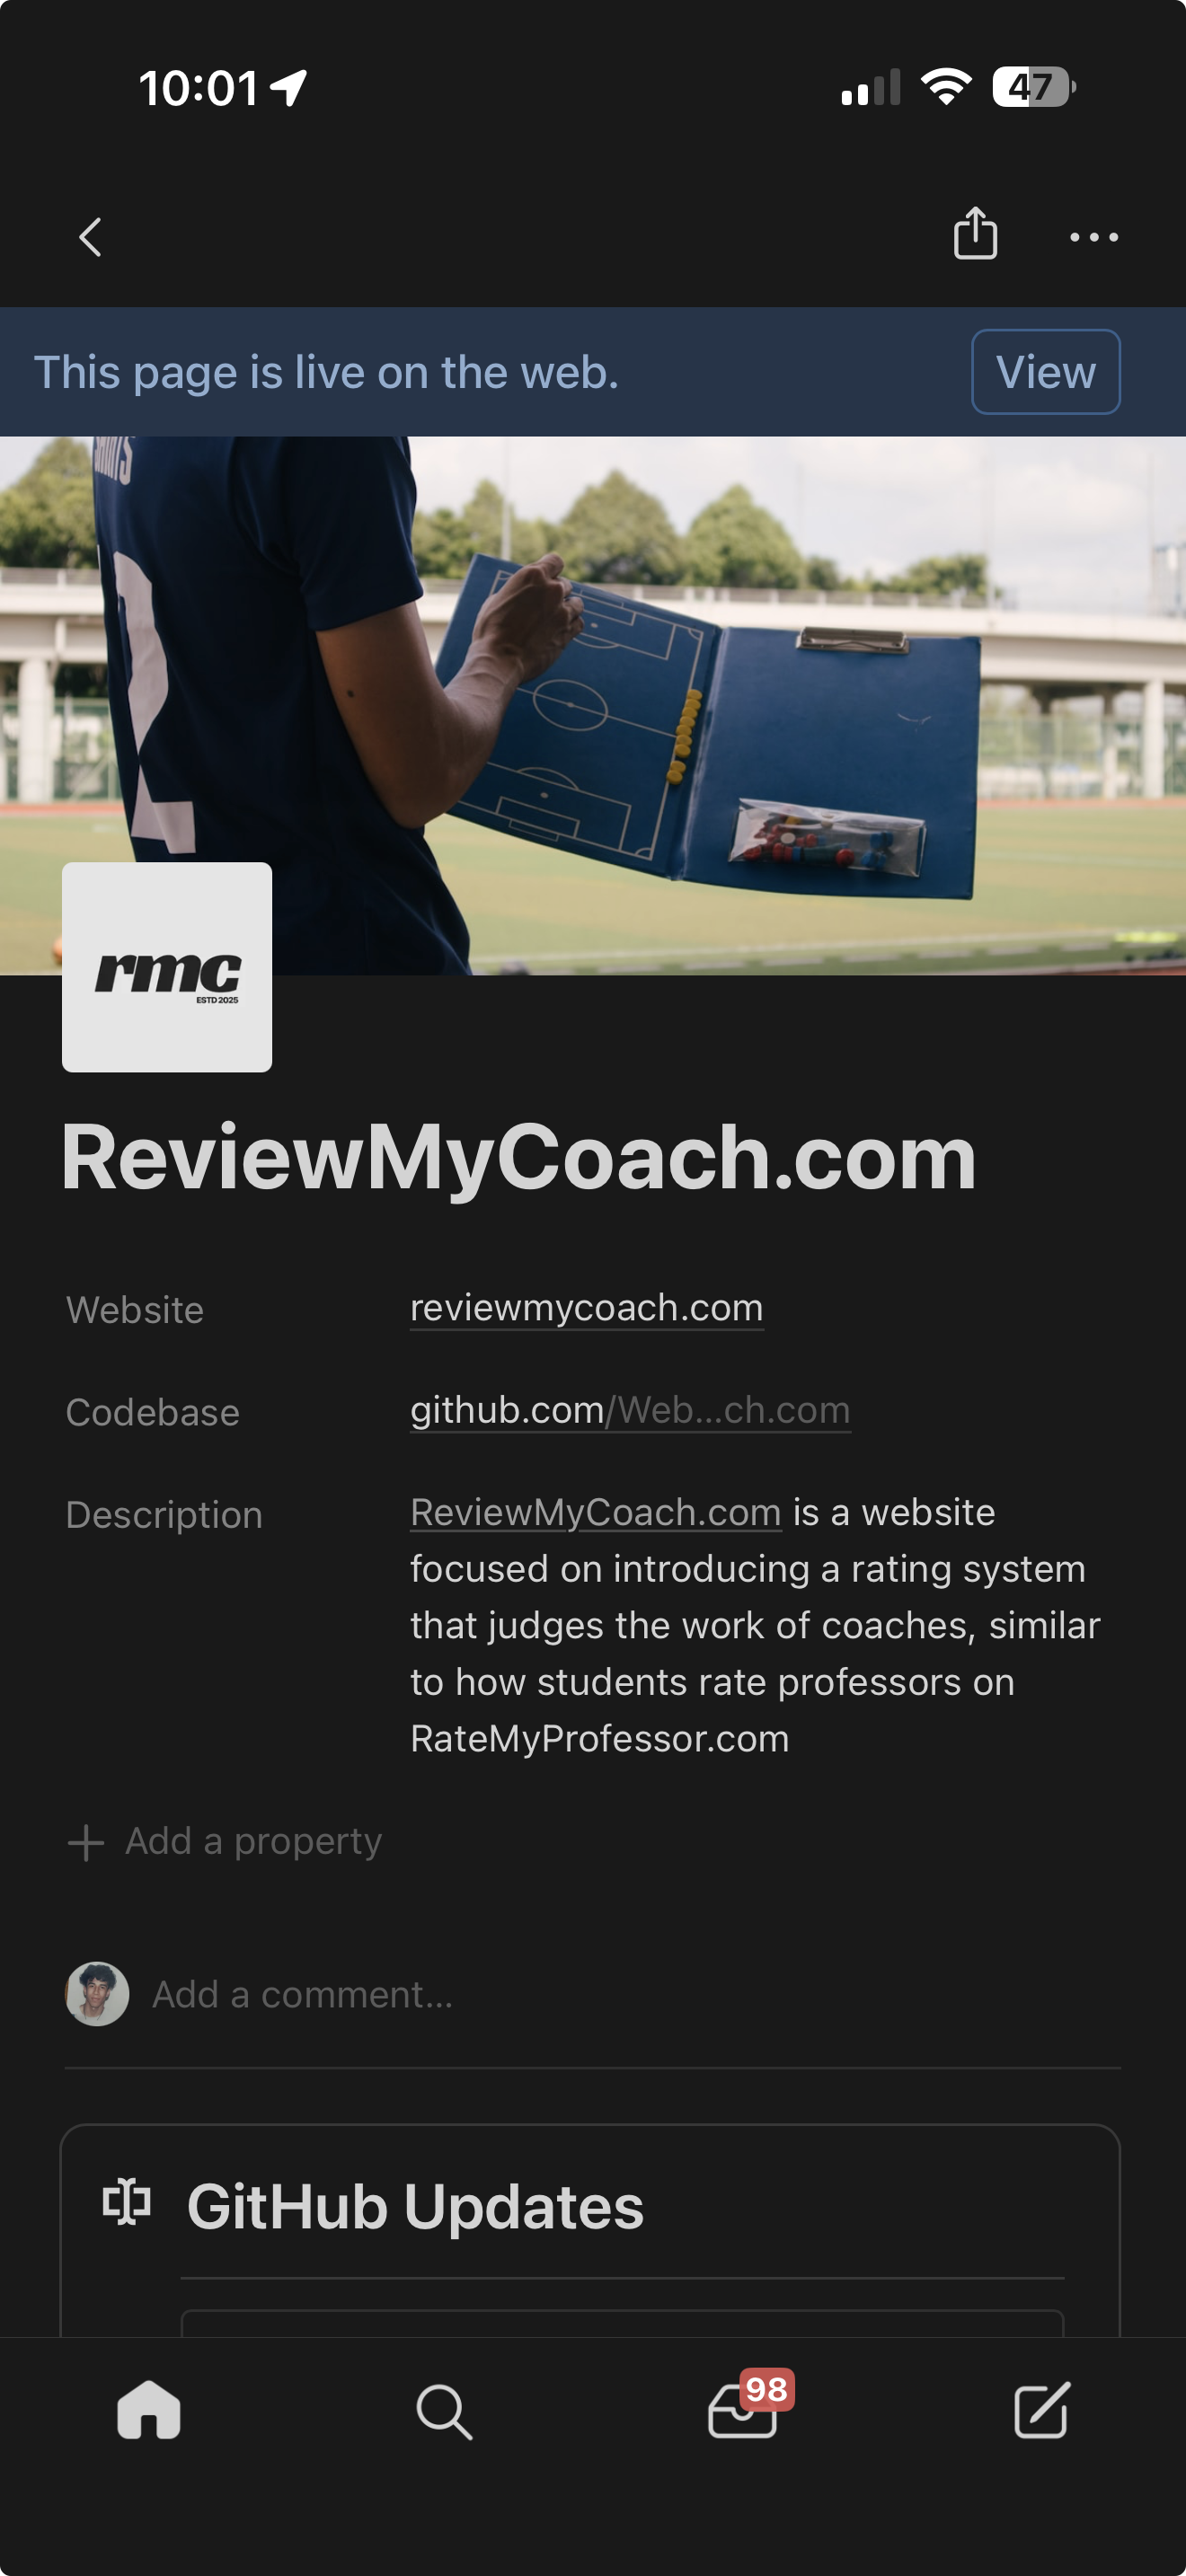 10:01
47
This page is live on the web.
View
rmc
ESTD 2025
ReviewMyCoach.com
Website
reviewmycoach.com
Codebase
github.com/Web...ch.com
Description
ReviewMyCoach.com is a website
focused on introducing a rating system
that judges the work of coaches, similar
to how students rate professors on
RateMyProfessor.com
Add a property
Add a comment...
GitHub Updates
98